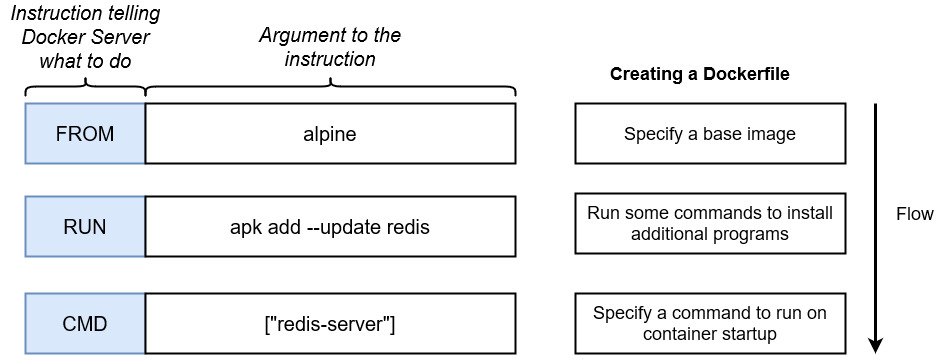 Instruction telling
Docker Server
what to do
Argument to the
instruction
Creating a Dockerfile
FROM
alpine
Specify a base image
RUN
apk add --update redis
Run some commands to install
additional programs
Flow
CMD
["redis-server"]
Specify a command to run on
container startup